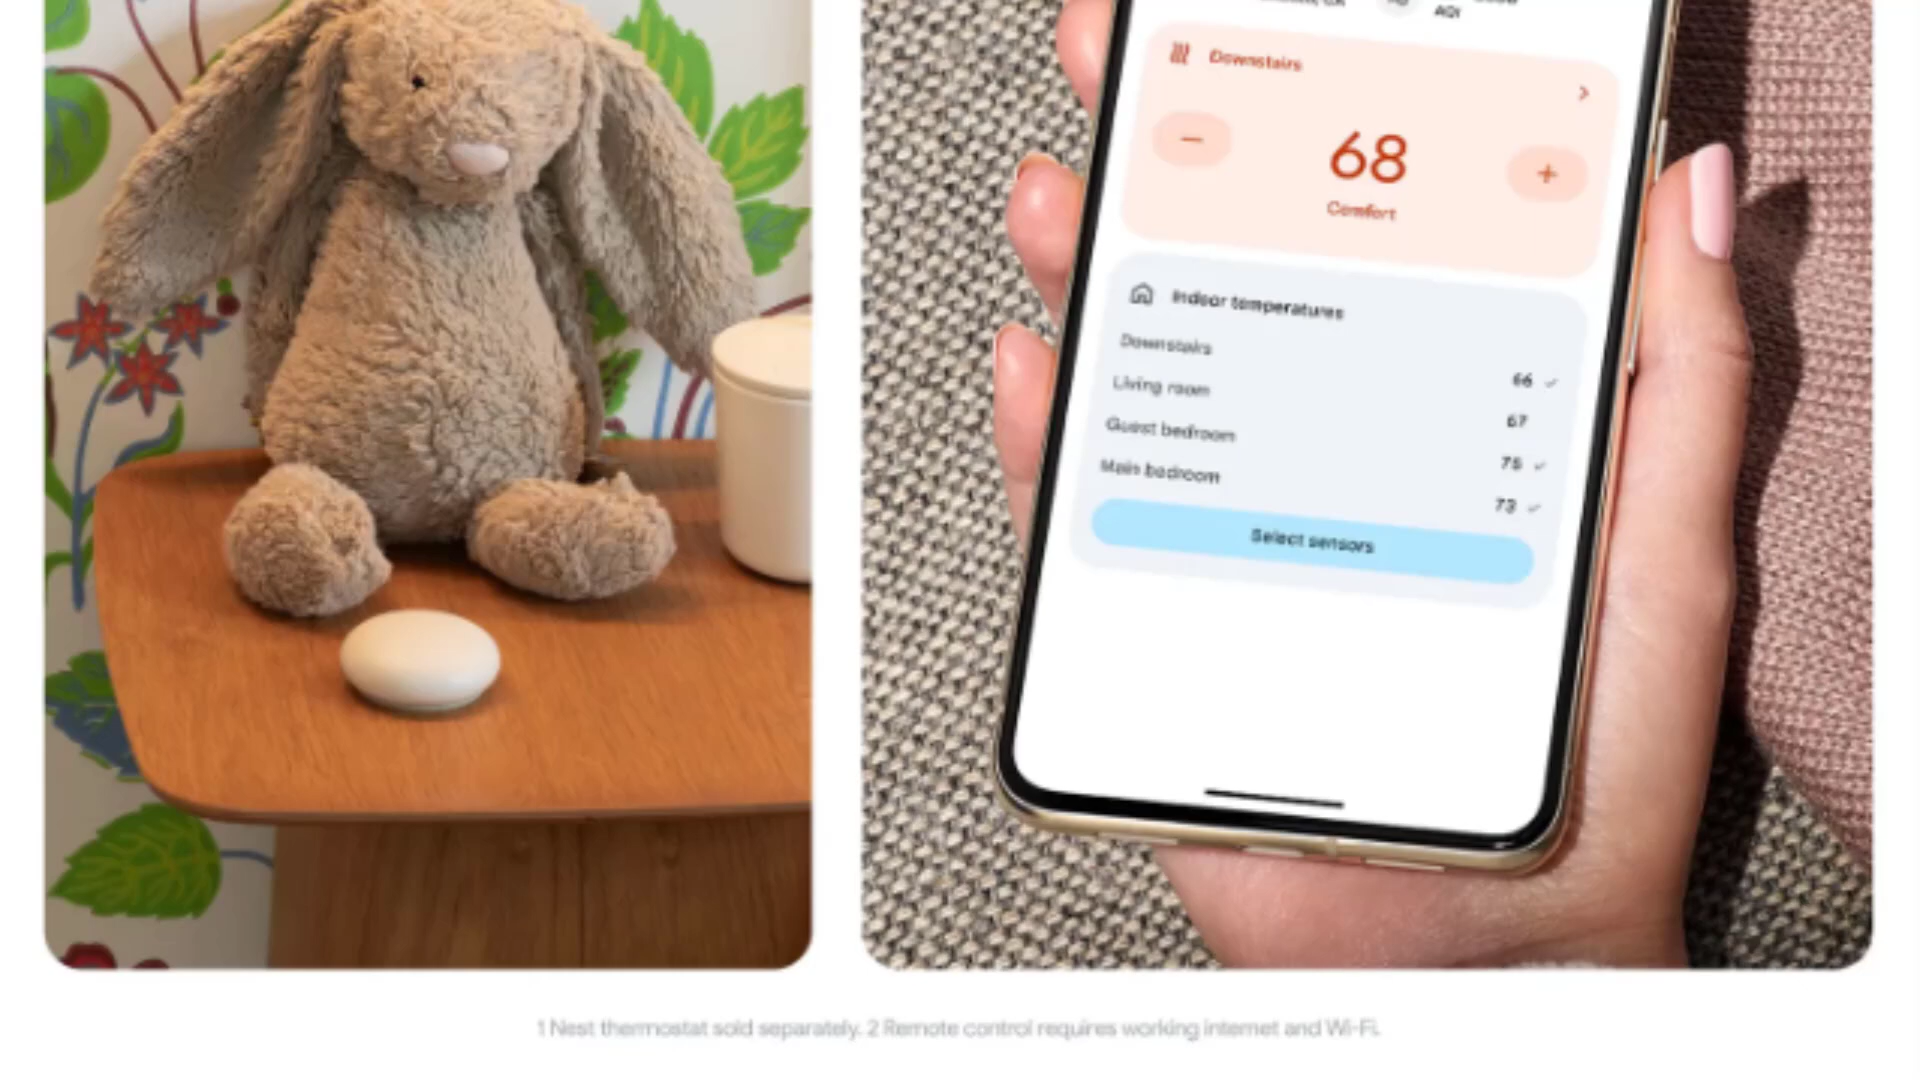 AQI
Downstairs
68
Comfort
Indoor temperatures
Downstairs 66
Living room 67
Guest bedroom 75
Main bedroom 73
Select sensors
1 Nest thermostat sold separately. 2 Remote control requires working internet and Wi-Fi.